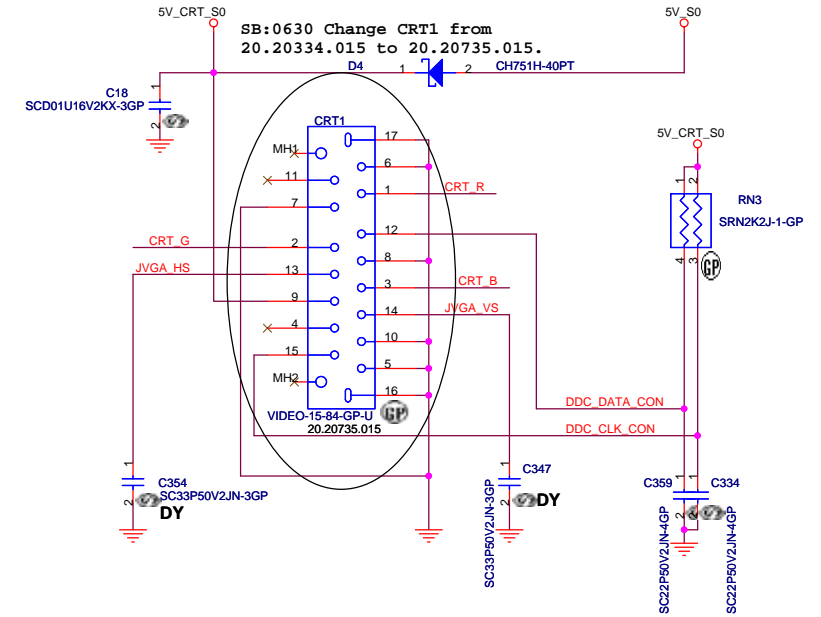 5V_CRT_S0
5V_S0
SB:0630 Change CRT1 from
20.20334.015 to 20.20735.015.
D4
1
2
CH751H-40PT
C18
SCD01U16V2KX-3GP
1
2
CRT1
MH1
17
6
11
1
CRT_R
7
12
CRT_G
2
8
JVGA_HS
13
3
CRT_B
9
14
JVGA_VS
4
10
15
5
MH2
16
VIDEO-15-84-GP-U
20.20735.015
GP
5V_CRT_S0
1
2
RN3
SRN2K2J-1-GP
4
3
GP
DDC_DATA_CON
DDC_CLK_CON
1
C354
SC33P50V2JN-3GP
2
DY
1
C347
SC33P50V2JN-3GP
2
DY
C359
1
1
C334
2
2
SC22P50V2JN-4GP
SC22P50V2JN-4GP